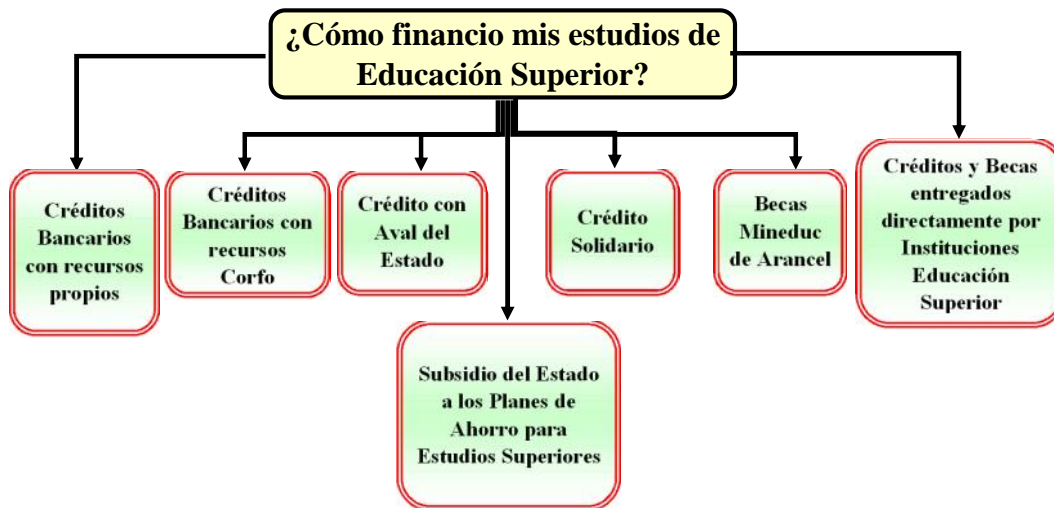 ¿Cómo financio mis estudios de
Educación Superior?
Créditos
Bancarios
con recursos
propios
Créditos
Bancarios con
recursos
Corfo
Crédito con
Aval del
Estado
Crédito
Solidario
Becas
Mineduc
de Arancel
Créditos y Becas
entregados
directamente por
Instituciones
Educación
Superior
Subsidio del Estado
a los Planes de
Ahorro para
Estudios Superiores